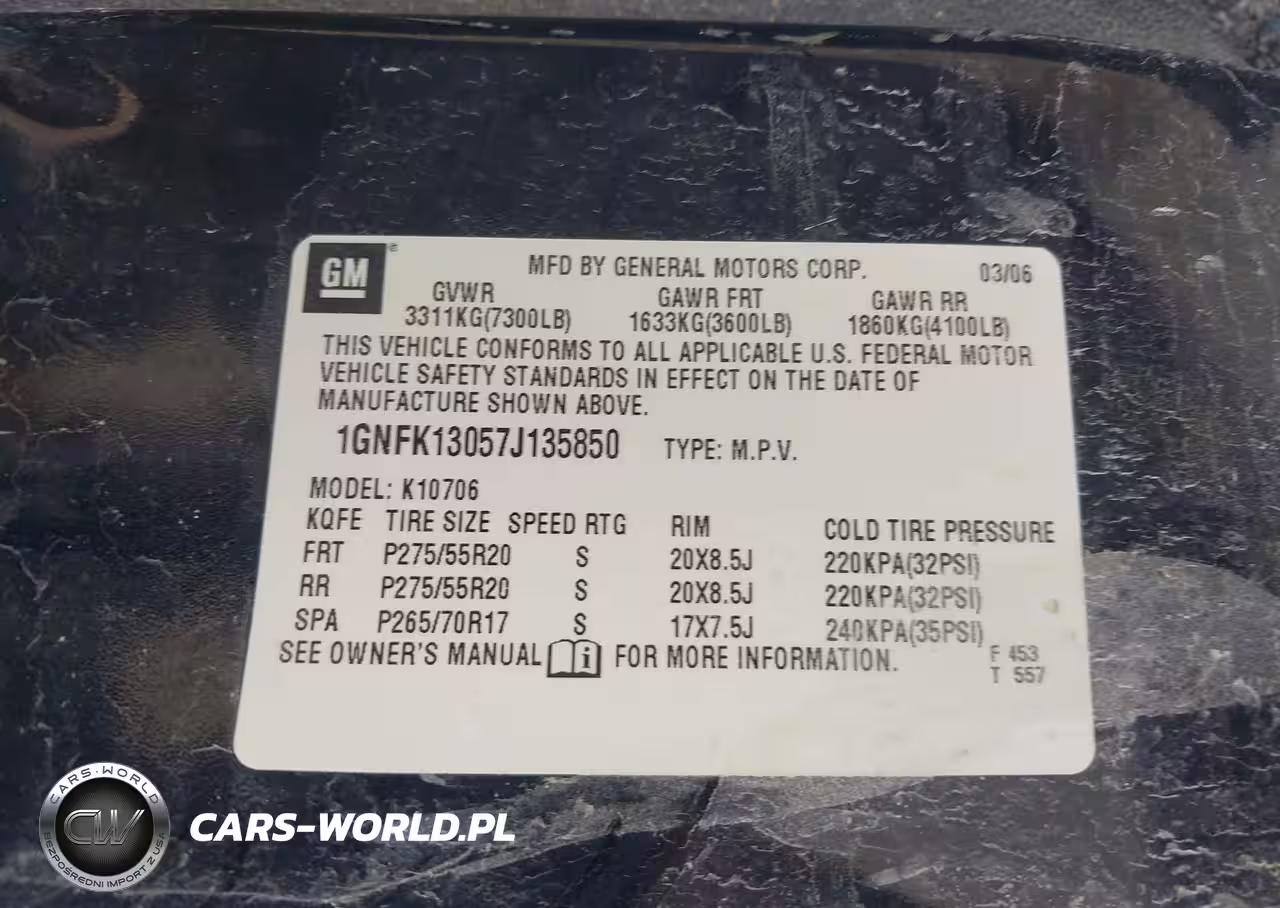 GM ®
MFD BY GENERAL MOTORS CORP. 03/06
GVWR GAWR FRT GAWR RR
3311KG(7300LB) 1633KG(3600LB) 1860KG(4100LB)
THIS VEHICLE CONFORMS TO ALL APPLICABLE U.S. FEDERAL MOTOR
VEHICLE SAFETY STANDARDS IN EFFECT ON THE DATE OF
MANUFACTURE SHOWN ABOVE.
1GNFK13057J135850 TYPE: M.P.V.
MODEL: K10706
KQFE TIRE SIZE SPEED RTG RIM COLD TIRE PRESSURE
FRT P275/55R20 S 20X8.5J 220KPA(32PSI)
RR P275/55R20 S 20X8.5J 220KPA(32PSI)
SPA P265/70R17 S 17X7.5J 240KPA(35PSI)
SEE OWNER'S MANUAL i FOR MORE INFORMATION.
F 453
T 557
CARS-WORLD
CW
BEZPOŚREDNI IMPORT Z USA
CARS-WORLD.PL